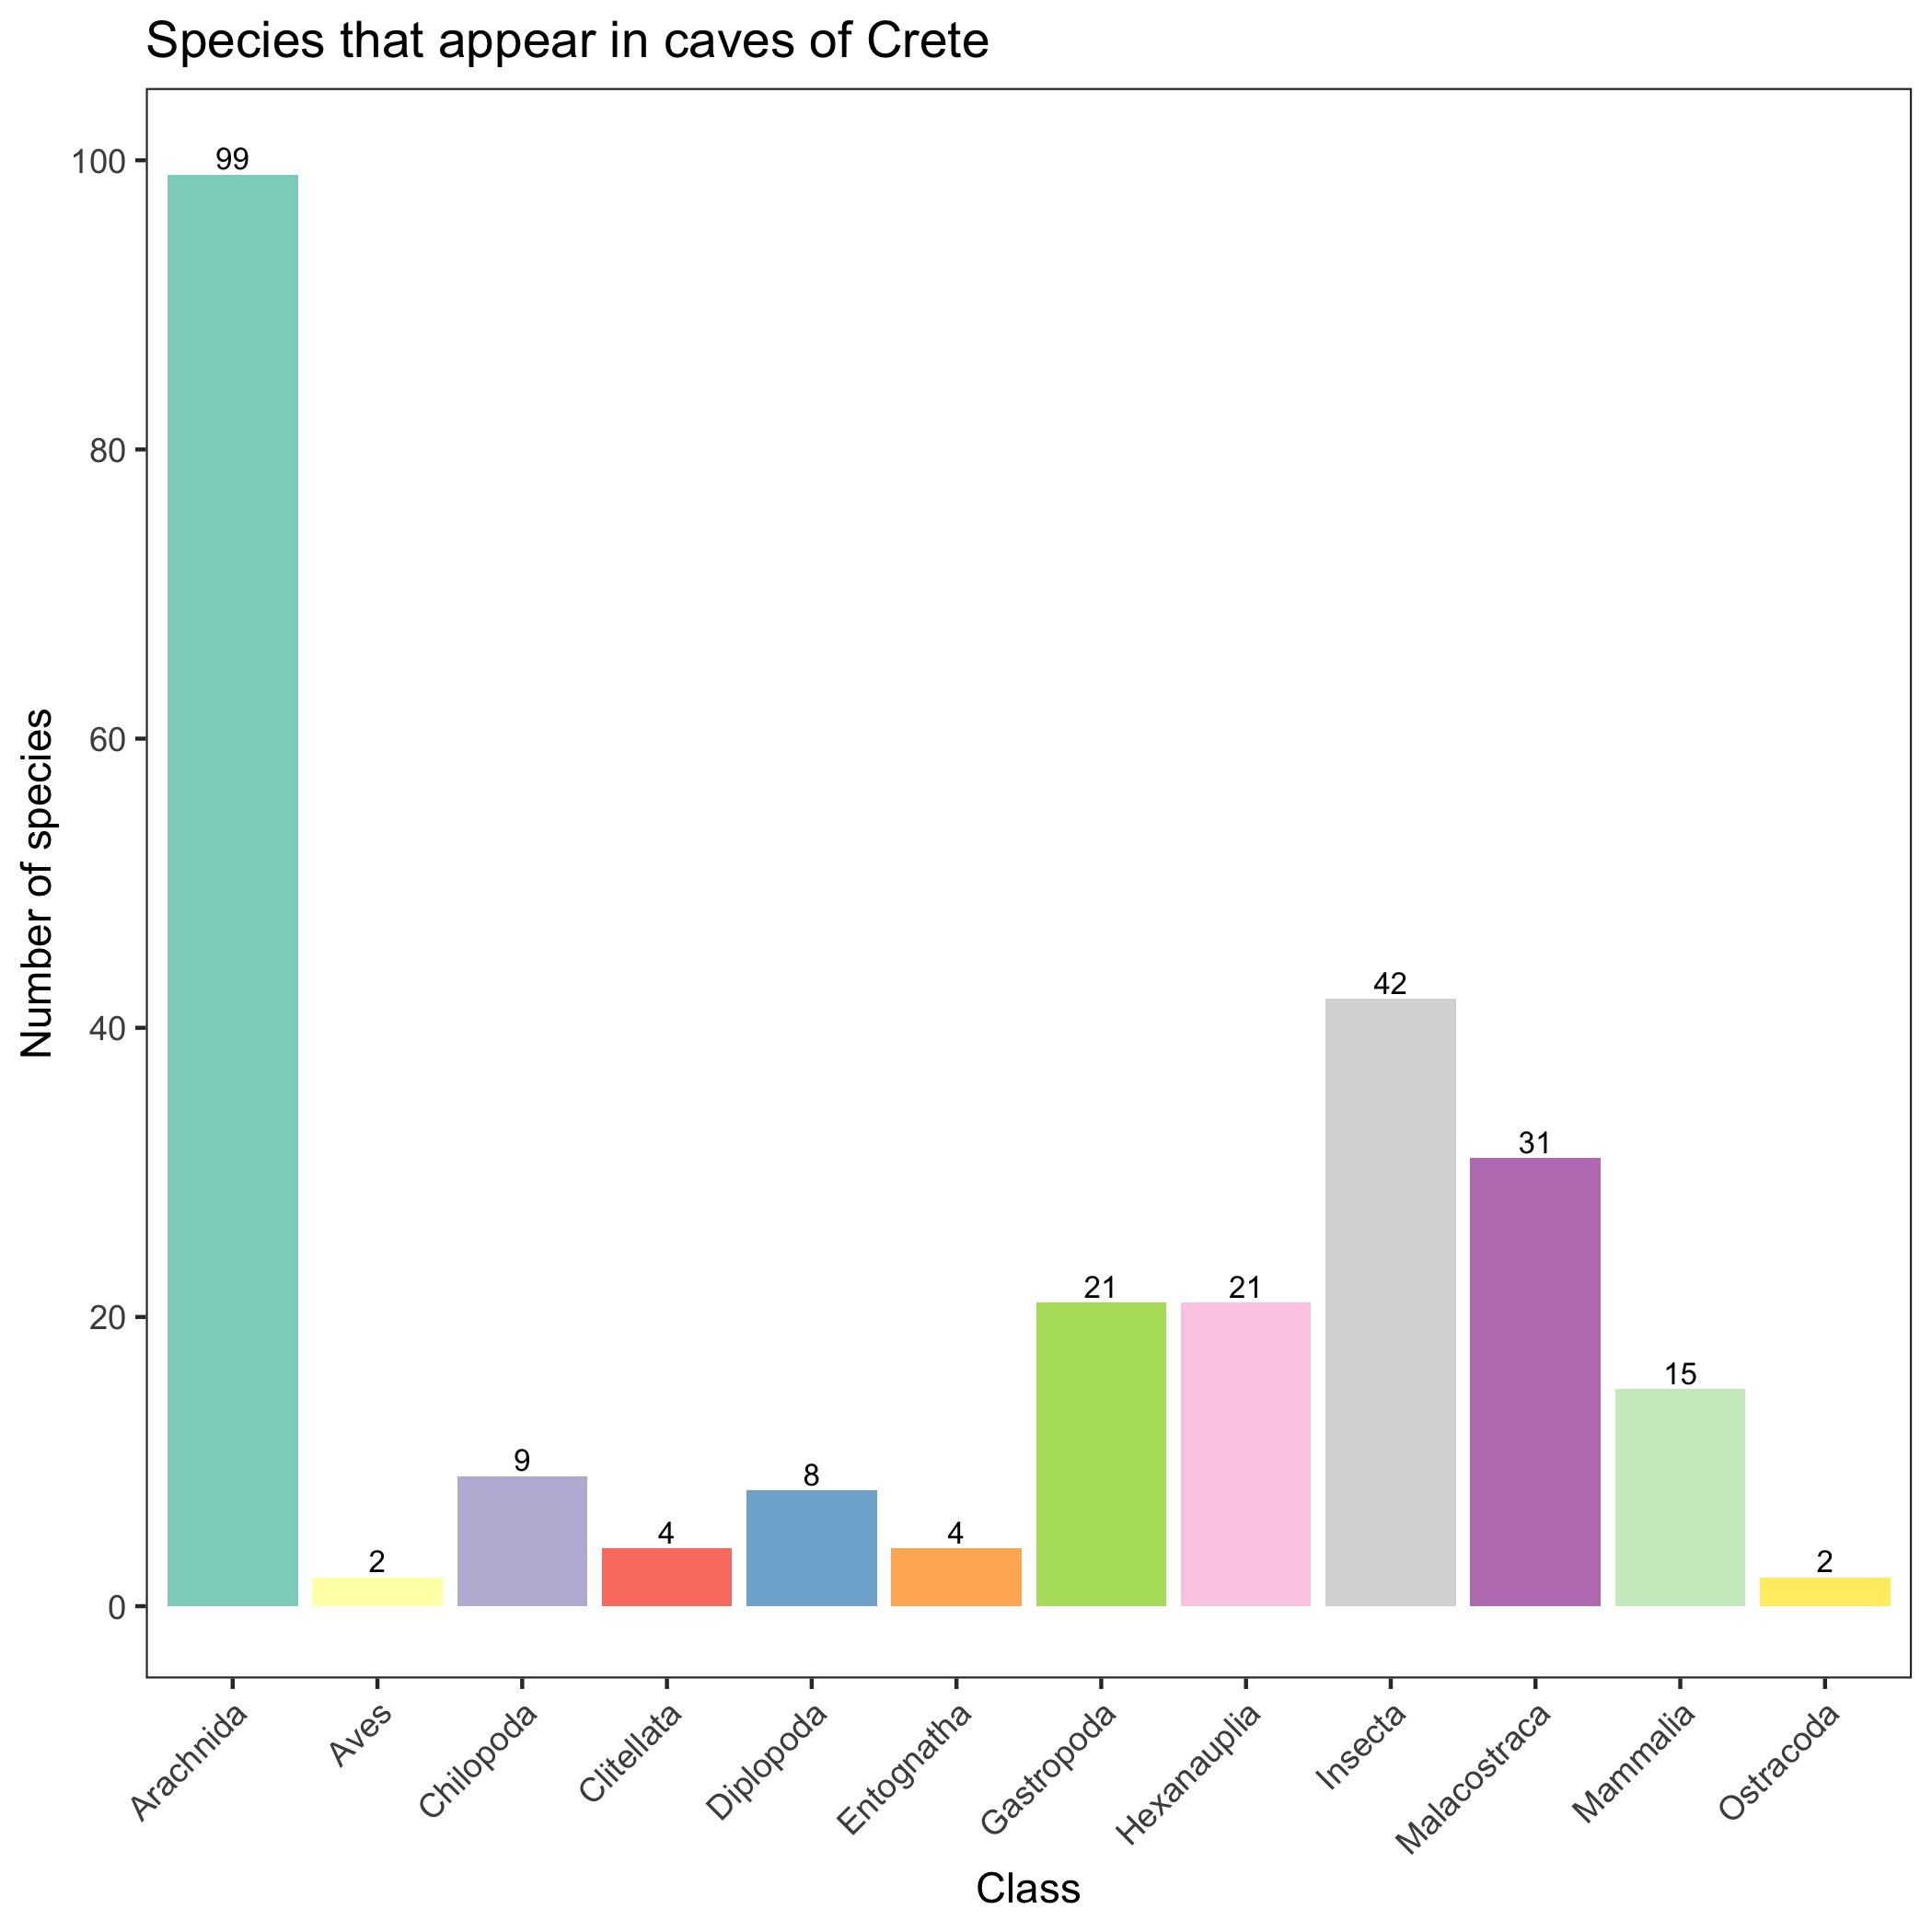 Species that appear in caves of Crete
Number of species
100
80
60
40
20
0
99
2
9
4
8
4
21
21
42
31
15
2
Arachnida
Aves
Chilopoda
Clitellata
Diplopoda
Entognatha
Gastropoda
Hexanauplia
Insecta
Malacostraca
Mammalia
Ostracoda
Class